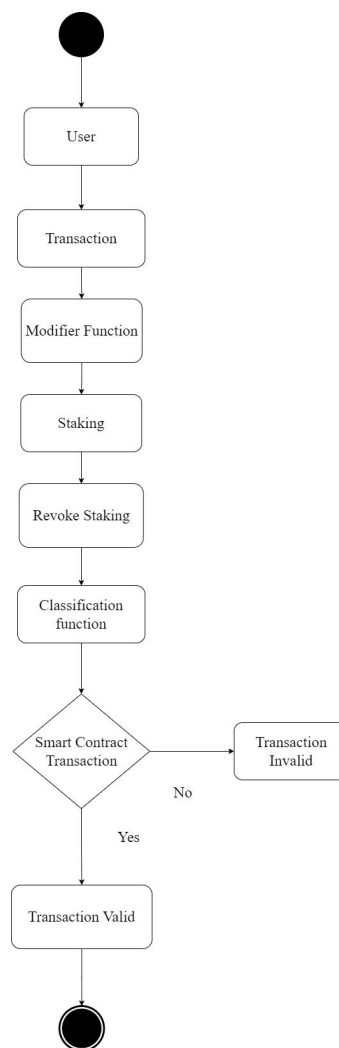 User
Transaction
Modifier Function
Staking
Revoke Staking
Classification
function
Smart Contract
Transaction
Transaction
Invalid
No
Yes
Transaction Valid